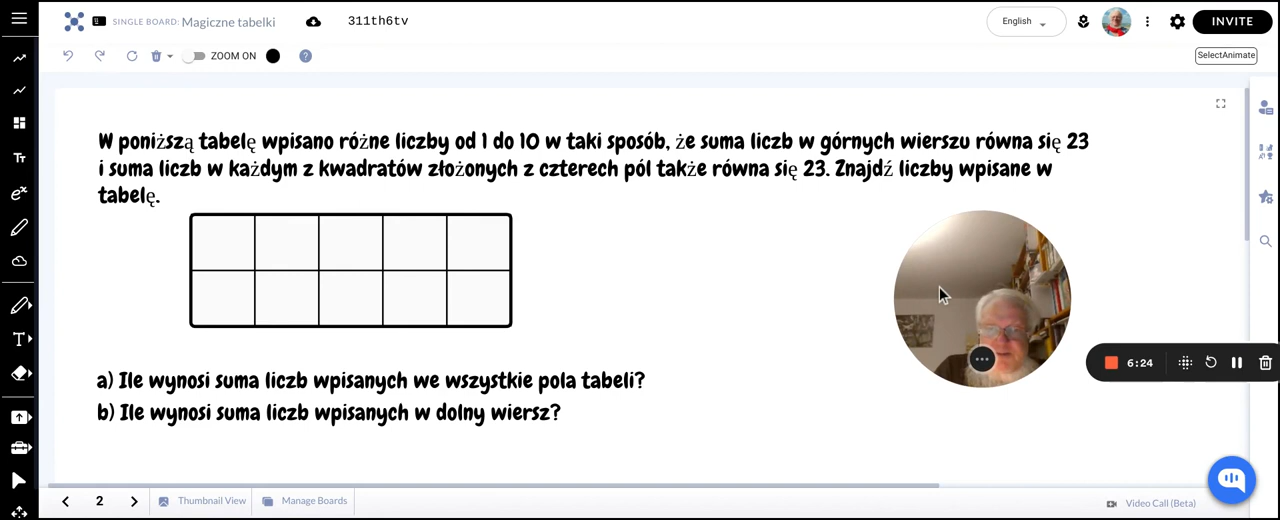 SINGLE BOARD: Magiczne tabelki
311th6tv
English
INVITE
ZOOM ON
SelectAnimate
W poniższą tabelę wpisano różne liczby od 1 do 10 w taki sposób, że suma liczb w górnych wierszu równa się 23
i suma liczb w każdym z kwadratów złożonych z czterech pól także równa się 23. Znajdź liczby wpisane w
tabelę.
6:24
a) Ile wynosi suma liczb wpisanych we wszystkie pola tabeli?
b) Ile wynosi suma liczb wpisanych w dolny wiersz?
2
Thumbnail View
Manage Boards
Video Call (Beta)